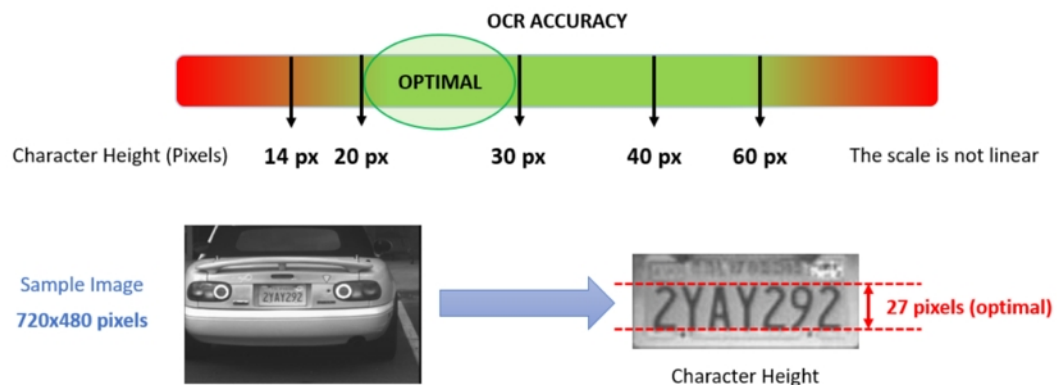 OCR ACCURACY
OPTIMAL
Character Height (Pixels) 14 px 20 px 30 px 40 px 60 px The scale is not linear
Sample Image
720x480 pixels
2YAY292
2YAY292
27 pixels (optimal)
Character Height